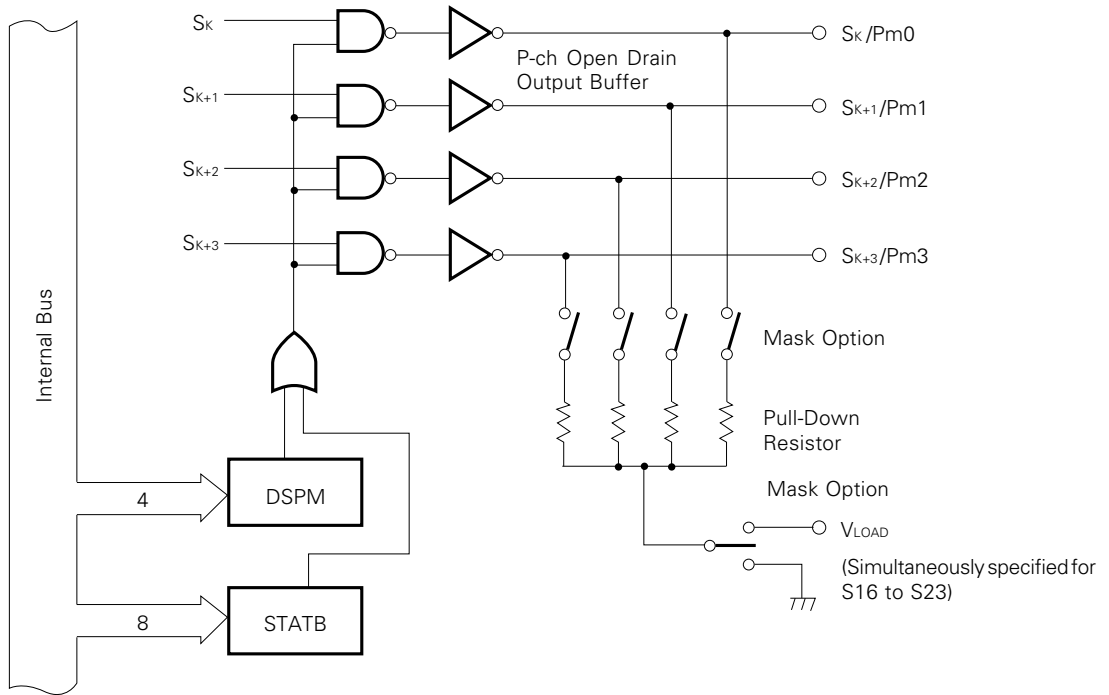 SK
SK/Pm0
P-ch Open Drain
Output Buffer
SK+1
SK+1/Pm1
SK+2
SK+2/Pm2
SK+3
SK+3/Pm3
Internal Bus
Mask Option
Pull-Down
Resistor
4
DSPM
Mask Option
VLOAD
(Simultaneously specified for
S16 to S23)
8
STATB